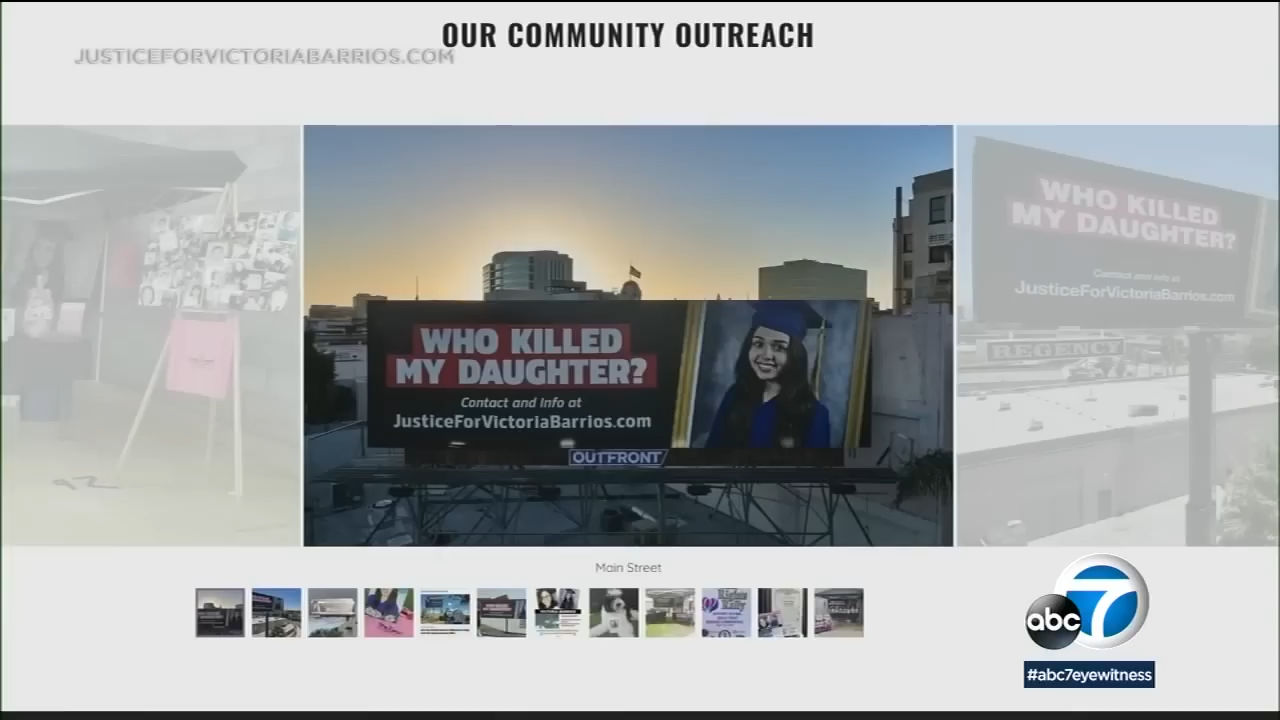 OUR COMMUNITY OUTREACH
JUSTICEFORVICTORIABARRIOS.COM
WHO KILLED
MY DAUGHTER?
Contact and Info at
JusticeForVictoriaBarrios.com
OUTFRONT
WHO KILLED
MY DAUGHTER?
Contact and Info at
JusticeForVictoriaBarrios.com
REGENCY
Main Street
abc 7
#abc7eyewitness